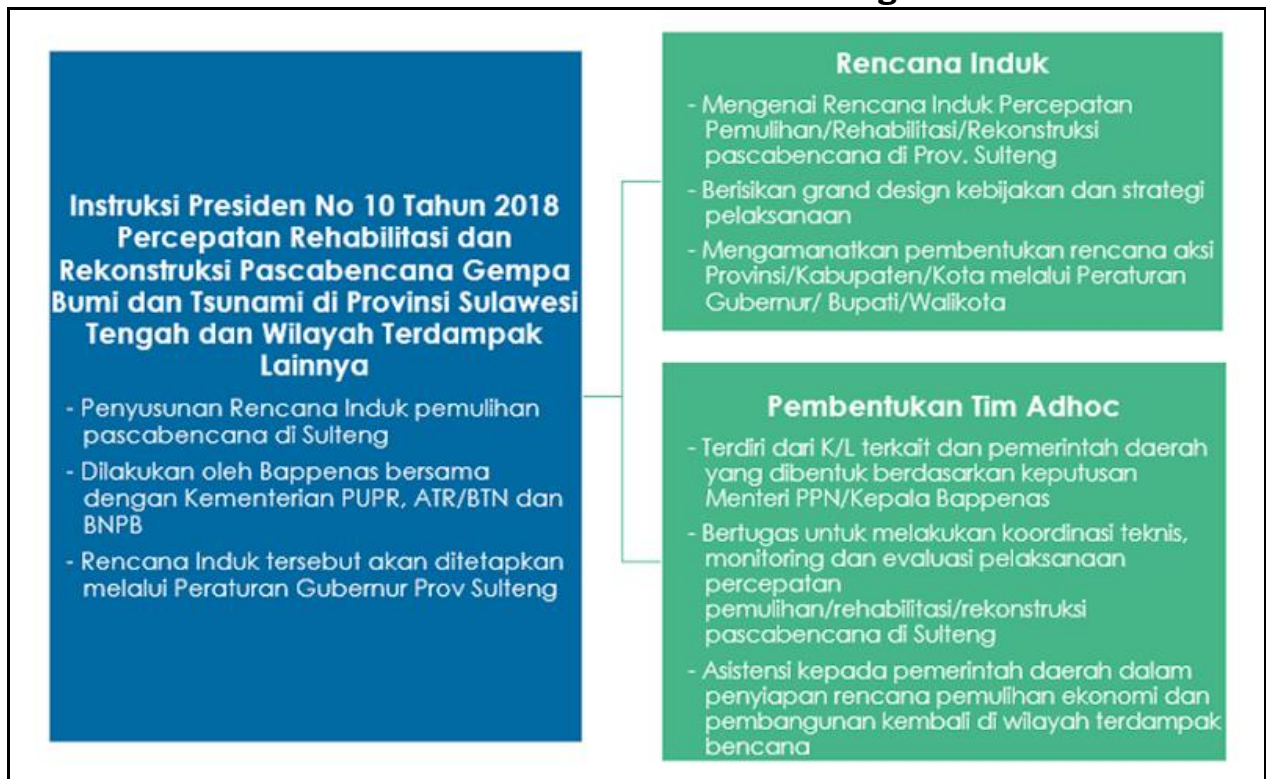 Instruksi Presiden No 10 Tahun 2018
Percepatan Rehabilitasi dan
Rekonstruksi Pascabencana Gempa
Bumi dan Tsunami di Provinsi Sulawesi
Tengah dan Wilayah Terdampak
Lainnya
- Penyusunan Rencana Induk pemulihan
pascabencana di Sulteng
- Dilakukan oleh Bappenas bersama
dengan Kementerian PUPR, ATR/BTN dan
BNPB
- Rencana Induk tersebut akan ditetapkan
melalui Peraturan Gubernur Prov Sulteng
Rencana Induk
- Mengenai Rencana Induk Percepatan
Pemulihan/Rehabilitasi/Rekonstruksi
pascabencana di Prov. Sulteng
- Berisikan grand design kebijakan dan strategi
pelaksanaan
- Mengamanatkan pembentukan rencana aksi
Provinsi/Kabupaten/Kota melalui Peraturan
Gubernur/ Bupati/Walikota
Pembentukan Tim Adhoc
- Terdiri dari K/L terkait dan pemerintah daerah
yang dibentuk berdasarkan keputusan
Menteri PPN/Kepala Bappenas
- Bertugas untuk melakukan koordinasi teknis,
monitoring dan evaluasi pelaksanaan
percepatan
pemulihan/rehabilitasi/rekonstruksi
pascabencana di Sulteng
- Asistensi kepada pemerintah daerah dalam
penyiapan rencana pemulihan ekonomi dan
pembangunan kembali di wilayah terdampak
bencana